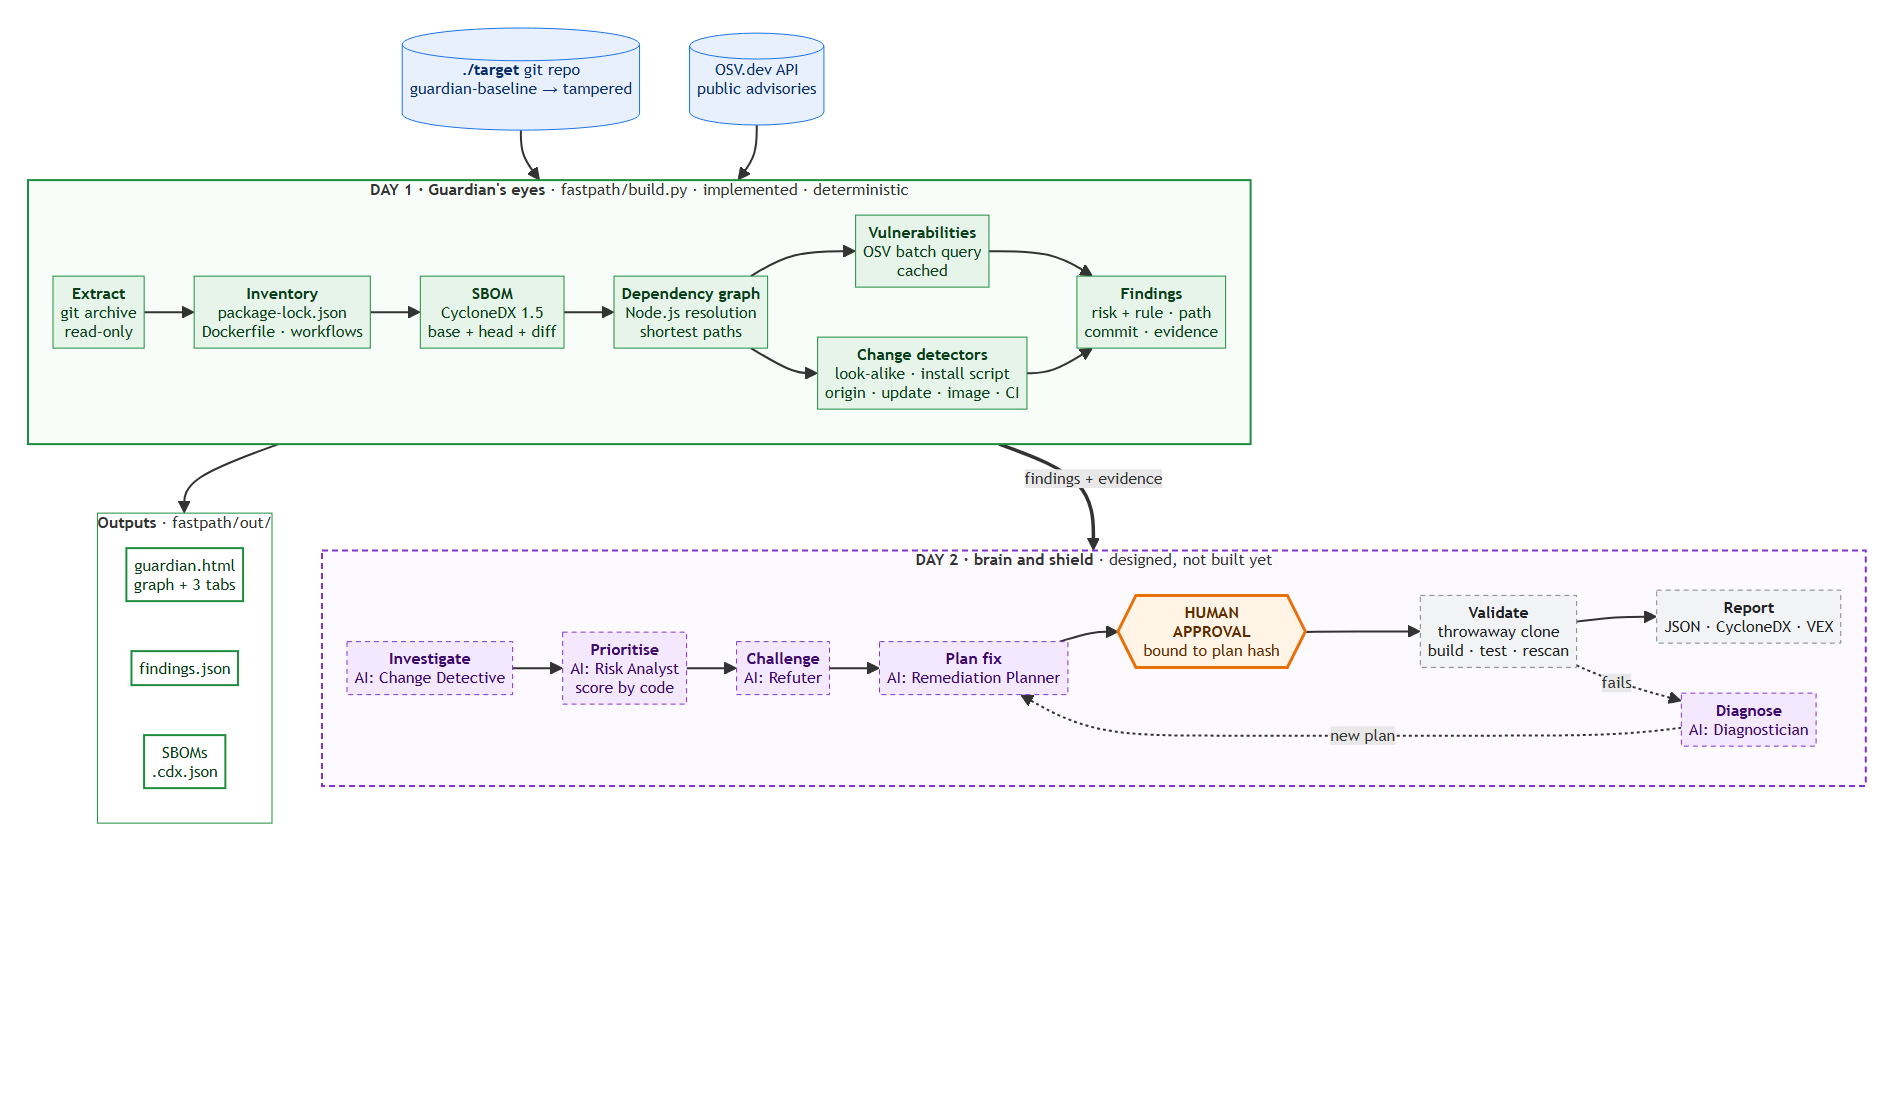 ./target git repo
guardian-baseline → tampered
OSV.dev API
public advisories
DAY 1 · Guardian's eyes · fastpath/build.py · implemented · deterministic
Extract
git archive
read-only
Inventory
package-lock.json
Dockerfile · workflows
SBOM
CycloneDX 1.5
base + head + diff
Dependency graph
Node.js resolution
shortest paths
Vulnerabilities
OSV batch query
cached
Change detectors
look-alike · install script
origin · update · image · CI
Findings
risk + rule · path
commit · evidence
findings + evidence
Outputs · fastpath/out/
guardian.html
graph + 3 tabs
findings.json
SBOMs
.cdx.json
DAY 2 · brain and shield · designed, not built yet
Investigate
AI: Change Detective
Prioritise
AI: Risk Analyst
score by code
Challenge
AI: Refuter
Plan fix
AI: Remediation Planner
HUMAN
APPROVAL
bound to plan hash
Validate
throwaway clone
build · test · rescan
Report
JSON · CycloneDX · VEX
fails
Diagnose
AI: Diagnostician
new plan